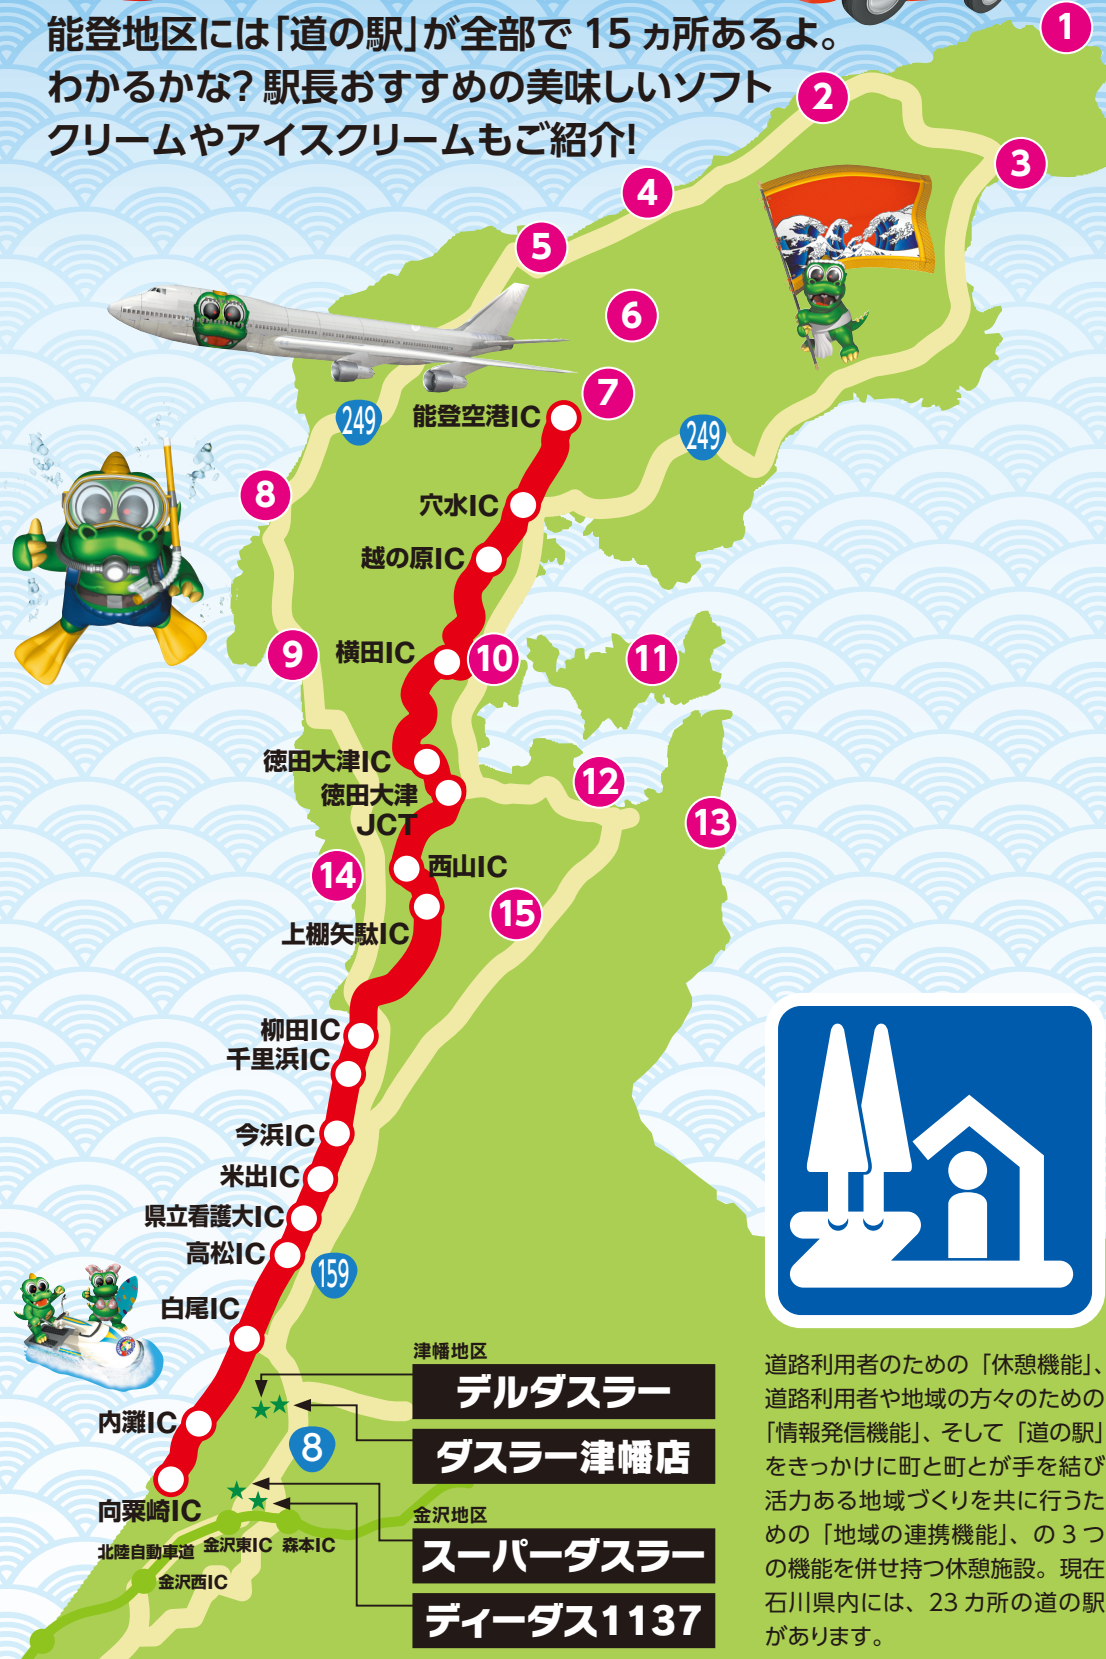 能登地区には「道の駅」が全部で 15 ヵ所あるよ。
わかるかな? 駅長おすすめの美味しいソフト
クリームやアイスクリームもご紹介!
1
2
3
4
5
6
7
249
能登空港IC
249
8
穴水IC
越の原IC
9
横田IC
10
11
徳田大津IC
徳田大津
JCT
12
13
14
西山IC
15
上棚矢駄IC
柳田IC
千里浜IC
今浜IC
米出IC
県立看護大IC
高松IC
159
白尾IC
内灘IC
8
向粟崎IC
北陸自動車道
金沢東IC
森本IC
金沢西IC
津幡地区
デルダスラー
ダスラー津幡店
金沢地区
スーパーダスラー
ディーダス1137
道路利用者のための「休憩機能」、
道路利用者や地域の方々のための
「情報発信機能」、そして「道の駅」
をきっかけに町と町とが手を結び
活力ある地域づくりを共に行うた
めの「地域の連携機能」、の 3 つ
の機能を併せ持つ休憩施設。現在
石川県内には、23 カ所の道の駅
があります。